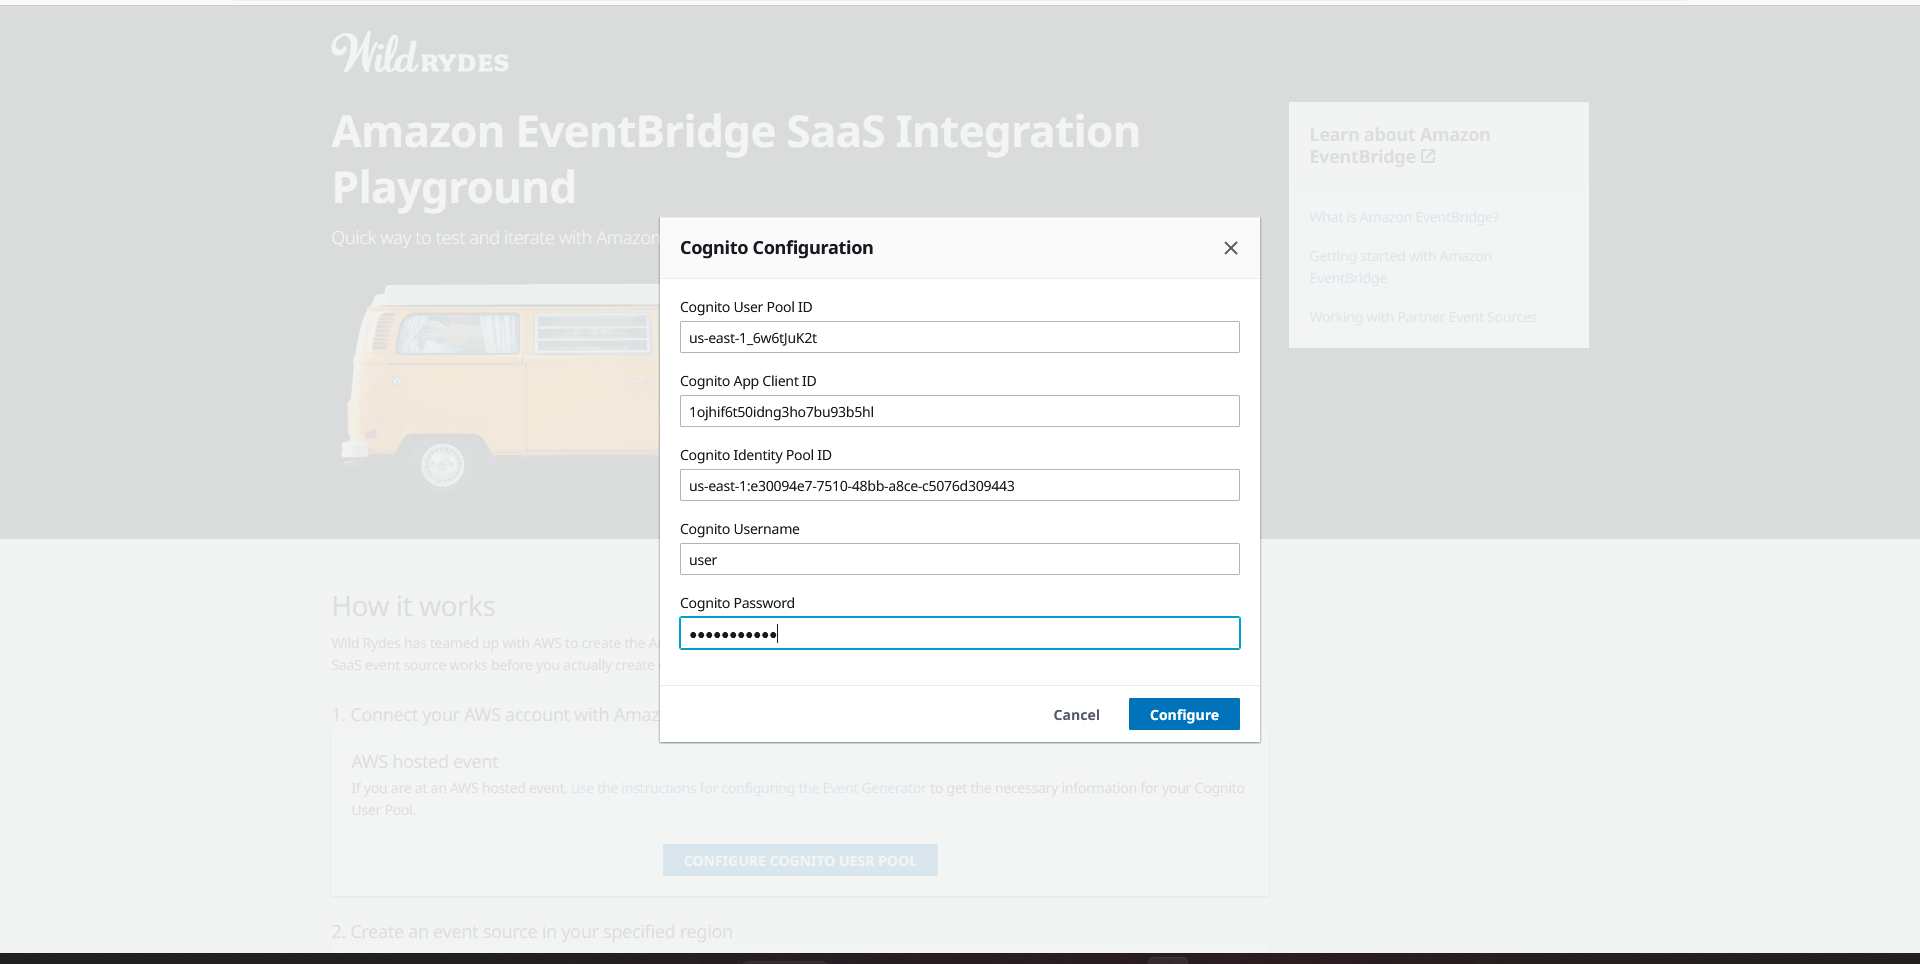 Wild RYDES
Amazon EventBridge SaaS Integration
Playground
Quick way to test and iterate with Amazon
Learn about Amazon
EventBridge
What is Amazon EventBridge?
Getting started with Amazon
EventBridge
Working with Partner Event Sources
Cognito Configuration
Cognito User Pool ID
us-east-1_6w6tJuK2t
Cognito App Client ID
1ojhif6t50idng3ho7bu93b5hl
Cognito Identity Pool ID
us-east-1:e30094e7-7510-48bb-a8ce-c5076d309443
Cognito Username
user
Cognito Password
•••••••••••
Cancel
Configure
How it works
Wild Rydes has teamed up with AWS to create the
SaaS event source works before you actually create
1. Connect your AWS account with Amaz
AWS hosted event
If you are at an AWS hosted event, use the instructions for configuring the Event Generator to get the necessary information for your Cognito
User Pool.
CONFIGURE COGNITO UESR POOL
2. Create an event source in your specified region